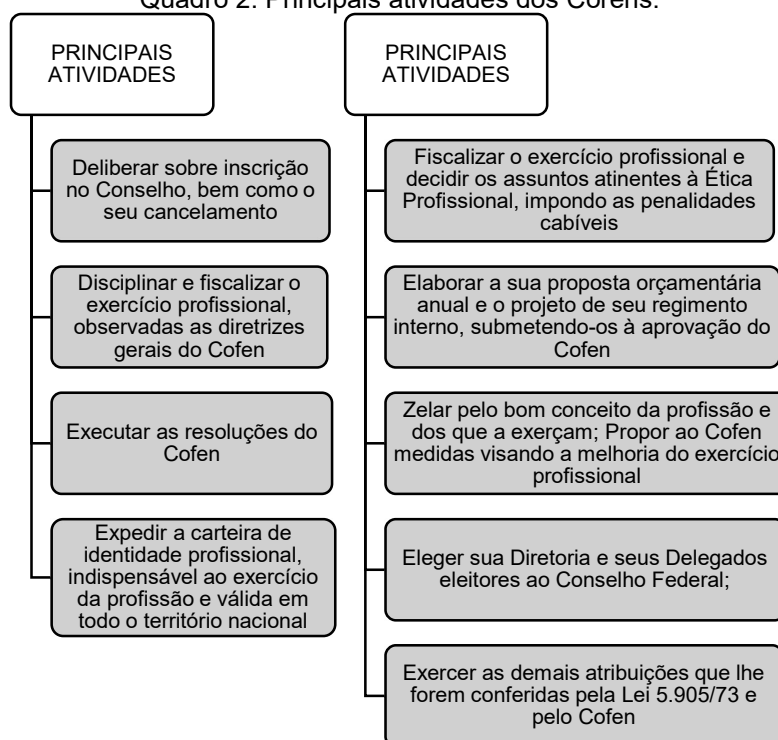 Quadro 2. Principais atividades dos Corens.
PRINCIPAIS
ATIVIDADES
Deliberar sobre inscrição
no Conselho, bem como o
seu cancelamento
Disciplinar e fiscalizar o
exercício profissional,
observadas as diretrizes
gerais do Cofen
Executar as resoluções do
Cofen
Expedir a carteira de
identidade profissional,
indispensável ao exercício
da profissão e válida em
todo o território nacional
PRINCIPAIS
ATIVIDADES
Fiscalizar o exercício profissional e
decidir os assuntos atinentes à Ética
Profissional, impondo as penalidades
cabíveis
Elaborar a sua proposta orçamentária
anual e o projeto de seu regimento
interno, submetendo-os à aprovação do
Cofen
Zelar pelo bom conceito da profissão e
dos que a exerçam; Propor ao Cofen
medidas visando a melhoria do exercício
profissional
Eleger sua Diretoria e seus Delegados
eleitores ao Conselho Federal;
Exercer as demais atribuições que lhe
forem conferidas pela Lei 5.905/73 e
pelo Cofen